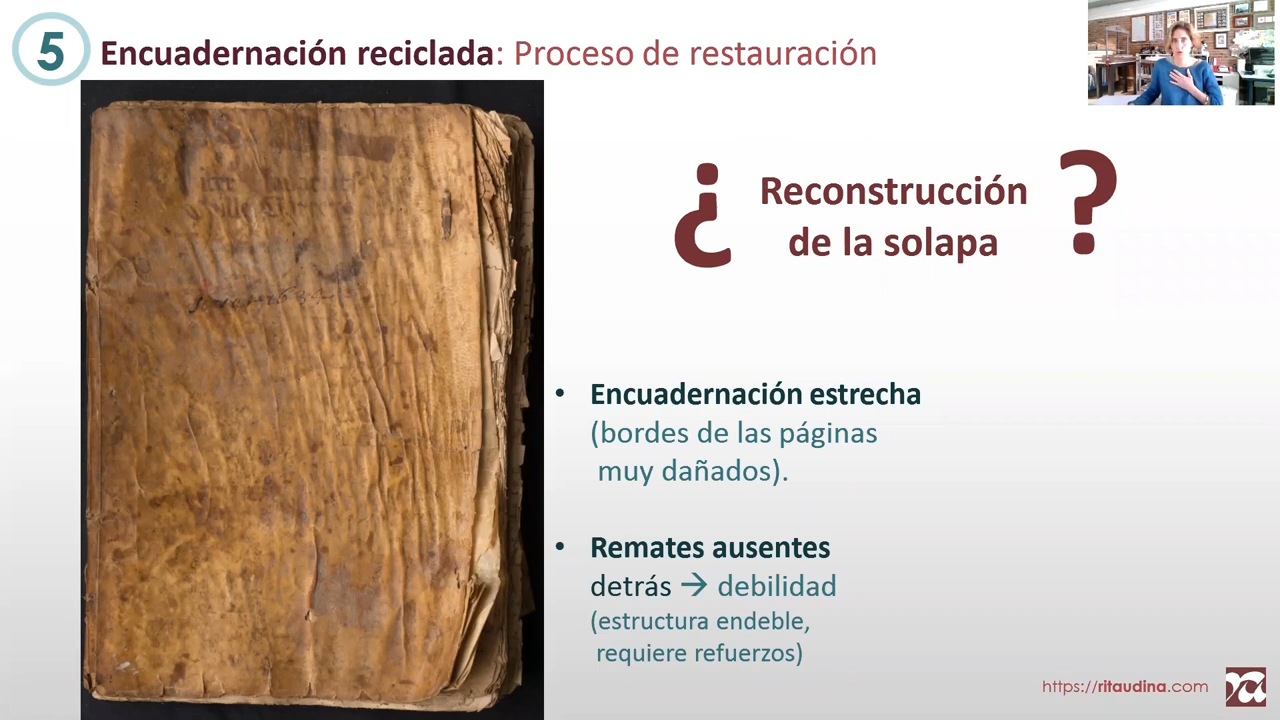 5
Encuadernación reciclada: Proceso de restauración
¿ Reconstrucción ?
de la solapa
• Encuadernación estrecha
(bordes de las páginas
muy dañados).
• Remates ausentes
detrás → debilidad
(estructura endeble,
requiere refuerzos)
https://ritaudina.com